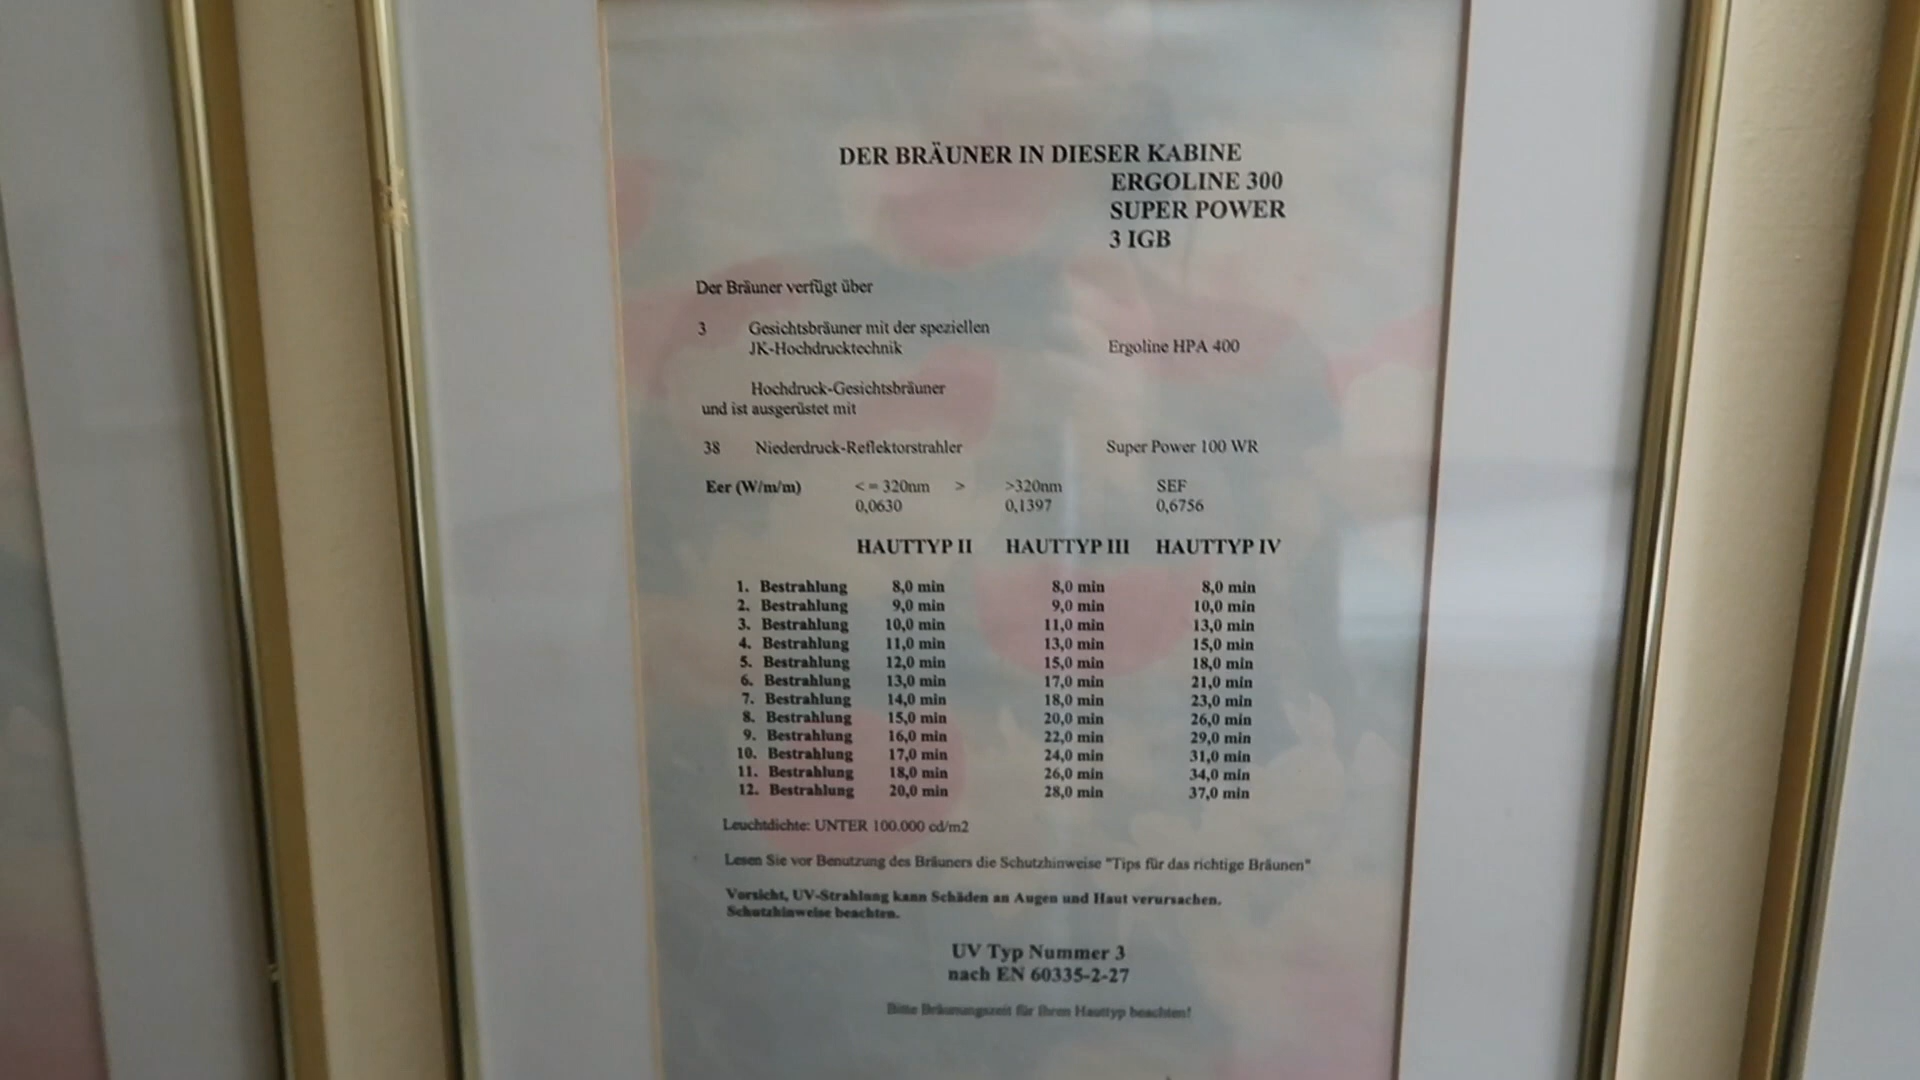 DER BRÄUNER IN DIESER KABINE
ERGOLINE 300
SUPER POWER
3 IGB
Der Bräuner verfügt über
3 Gesichtsbräuner mit der speziellen
JK-Hochdrucktechnik Ergoline HPA 400
Hochdruck-Gesichtsbräuner
und ist ausgerüstet mit
38 Niederdruck-Reflektorstrahler Super Power 100 WR
Eer (W/m/m) < = 320nm > >320nm SEF
0,0630 0,1397 0,6756
HAUTTYP II HAUTTYP III HAUTTYP IV
1. Bestrahlung 8,0 min 8,0 min 8,0 min
2. Bestrahlung 9,0 min 9,0 min 10,0 min
3. Bestrahlung 10,0 min 11,0 min 13,0 min
4. Bestrahlung 11,0 min 13,0 min 15,0 min
5. Bestrahlung 12,0 min 15,0 min 18,0 min
6. Bestrahlung 13,0 min 17,0 min 21,0 min
7. Bestrahlung 14,0 min 18,0 min 23,0 min
8. Bestrahlung 15,0 min 20,0 min 26,0 min
9. Bestrahlung 16,0 min 22,0 min 29,0 min
10. Bestrahlung 17,0 min 24,0 min 31,0 min
11. Bestrahlung 18,0 min 26,0 min 34,0 min
12. Bestrahlung 20,0 min 28,0 min 37,0 min
Leuchtdichte: UNTER 100.000 cd/m2
Lesen Sie vor Benutzung des Bräuners die Schutzhinweise "Tips für das richtige Bräunen"
Vorsicht, UV-Strahlung kann Schäden an Augen und Haut verursachen.
Schutzhinweise beachten.
UV Typ Nummer 3
nach EN 60335-2-27
Bitte Bräunungszeit für Ihren Hauttyp beachten!